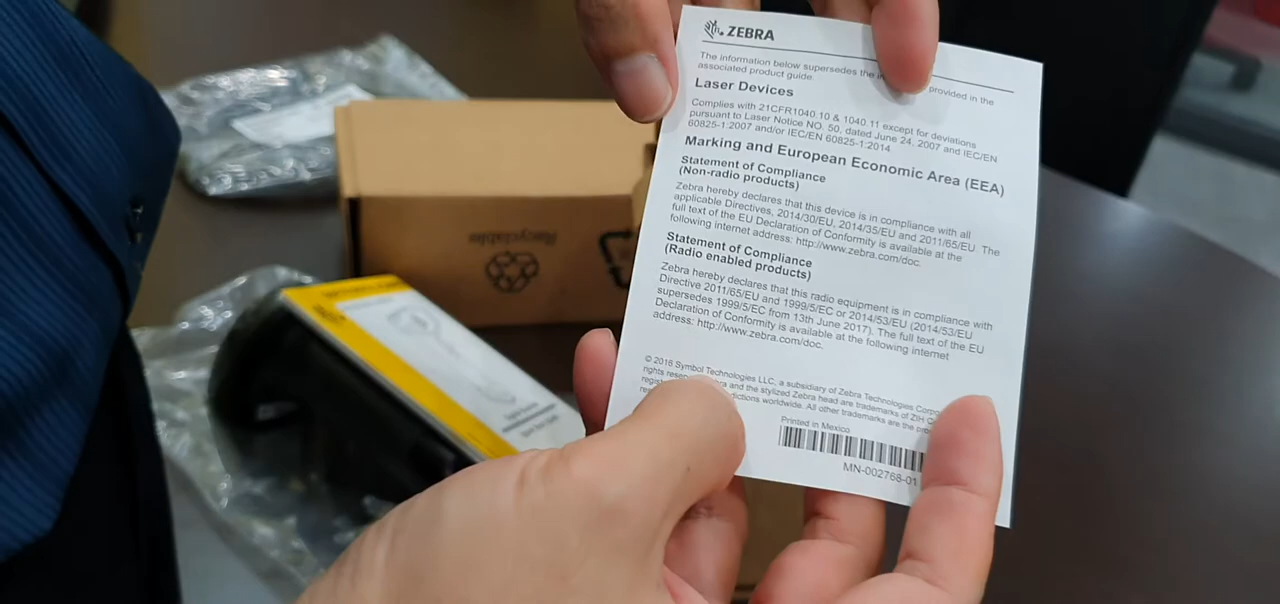 ZEBRA
The information below supersedes the provided in the
associated product guide.
Laser Devices
Complies with 21CFR1040.10 & 1040.11 except for deviations
pursuant to Laser Notice NO. 50, dated June 24, 2007 and IEC/EN
60825-1:2007 and/or IEC/EN 60825-1:2014
Marking and European Economic Area (EEA)
Statement of Compliance
(Non-radio products)
Zebra hereby declares that this device is in compliance with all
applicable Directives, 2014/30/EU, 2014/35/EU and 2011/65/EU. The
full text of the EU Declaration of Conformity is available at the
following internet address: http://www.zebra.com/doc.
Statement of Compliance
(Radio enabled products)
Zebra hereby declares that this radio equipment is in compliance with
Directive 2011/65/EU and 1999/5/EC or 2014/53/EU (2014/53/EU
supersedes 1999/5/EC from 13th June 2017). The full text of the EU
Declaration of Conformity is available at the following internet
address: http://www.zebra.com/doc.
© 2016 Symbol Technologies LLC, a subsidiary of Zebra Technologies
rights and the stylized Zebra head are trademarks of ZIH
worldwide. All other trademarks are the
Printed in Mexico
MN-002768-01
Recyclable